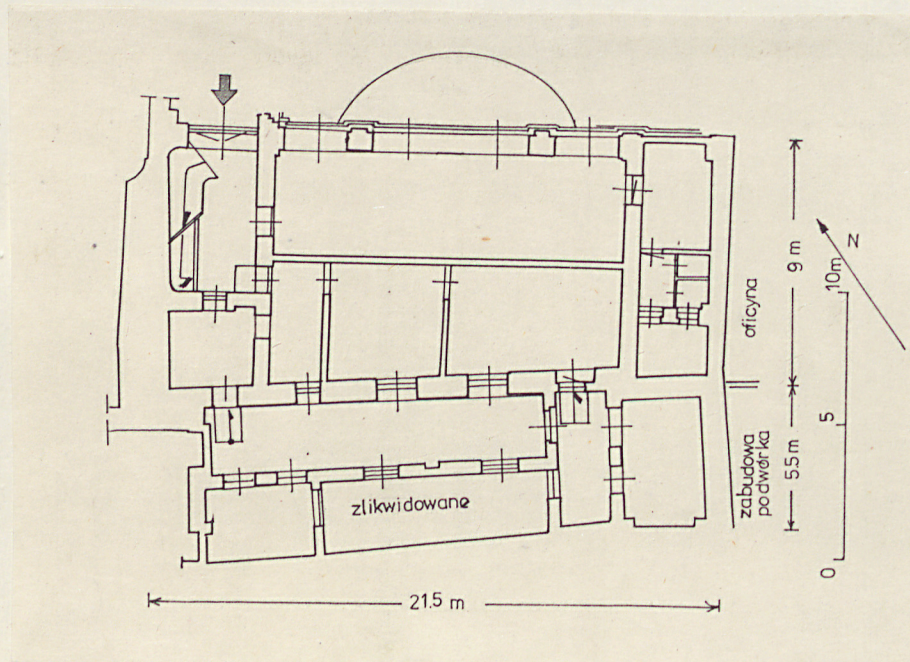 N
9 m
10m
oficyna
5
5.5 m
zabudowa
podwórka
zlikwidowane
0
21.5 m